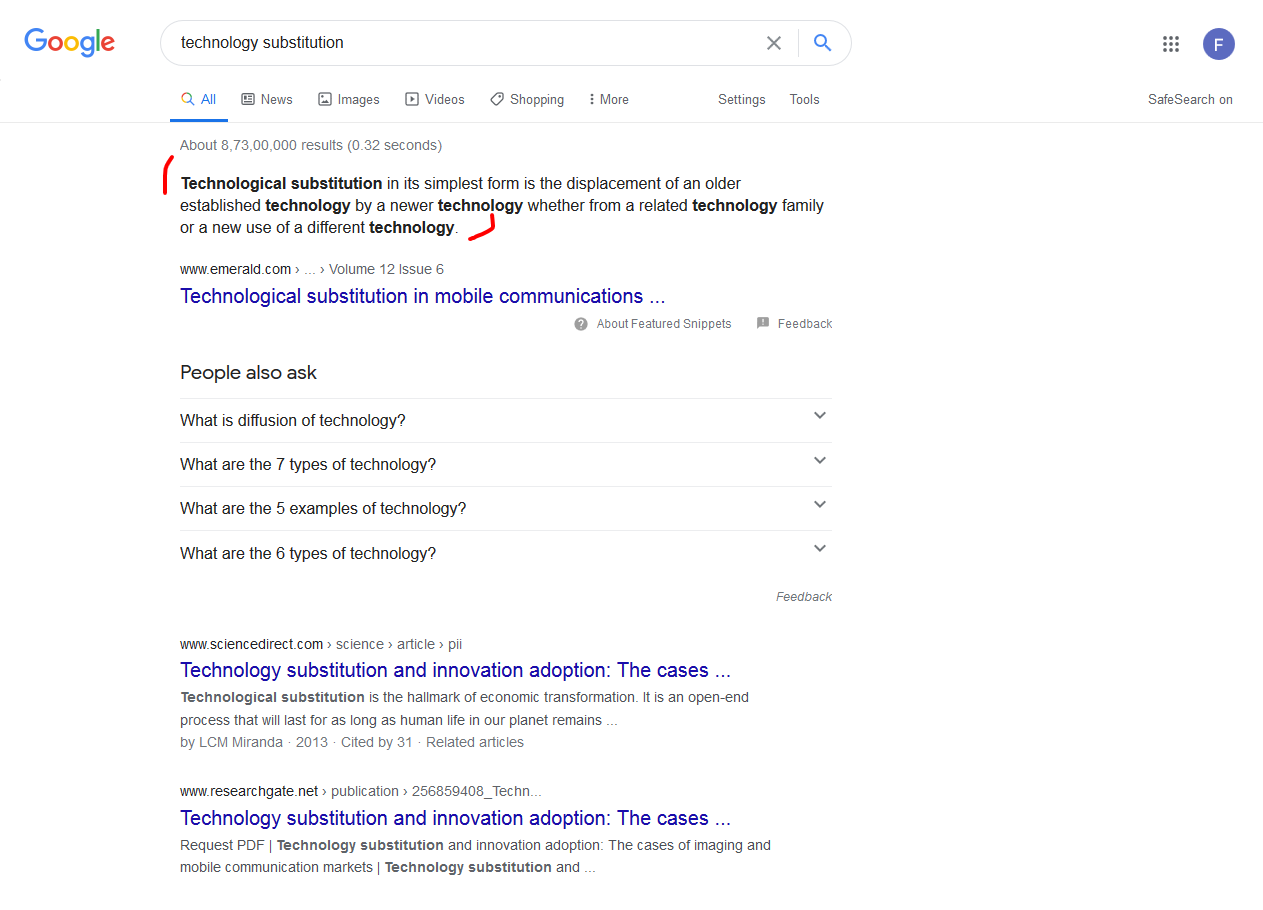 Google
technology substitution
F
All News Images Videos Shopping More Settings Tools SafeSearch on
About 8,73,00,000 results (0.32 seconds)
Technological substitution in its simplest form is the displacement of an older
established technology by a newer technology whether from a related technology family
or a new use of a different technology.
www.emerald.com › ... › Volume 12 Issue 6
Technological substitution in mobile communications ...
About Featured Snippets Feedback
People also ask
What is diffusion of technology?
What are the 7 types of technology?
What are the 5 examples of technology?
What are the 6 types of technology?
Feedback
www.sciencedirect.com › science › article › pii
Technology substitution and innovation adoption: The cases ...
Technological substitution is the hallmark of economic transformation. It is an open-end
process that will last for as long as human life in our planet remains ...
by LCM Miranda · 2013 · Cited by 31 · Related articles
www.researchgate.net › publication › 256859408_Techn...
Technology substitution and innovation adoption: The cases ...
Request PDF | Technology substitution and innovation adoption: The cases of imaging and
mobile communication markets | Technology substitution and ...